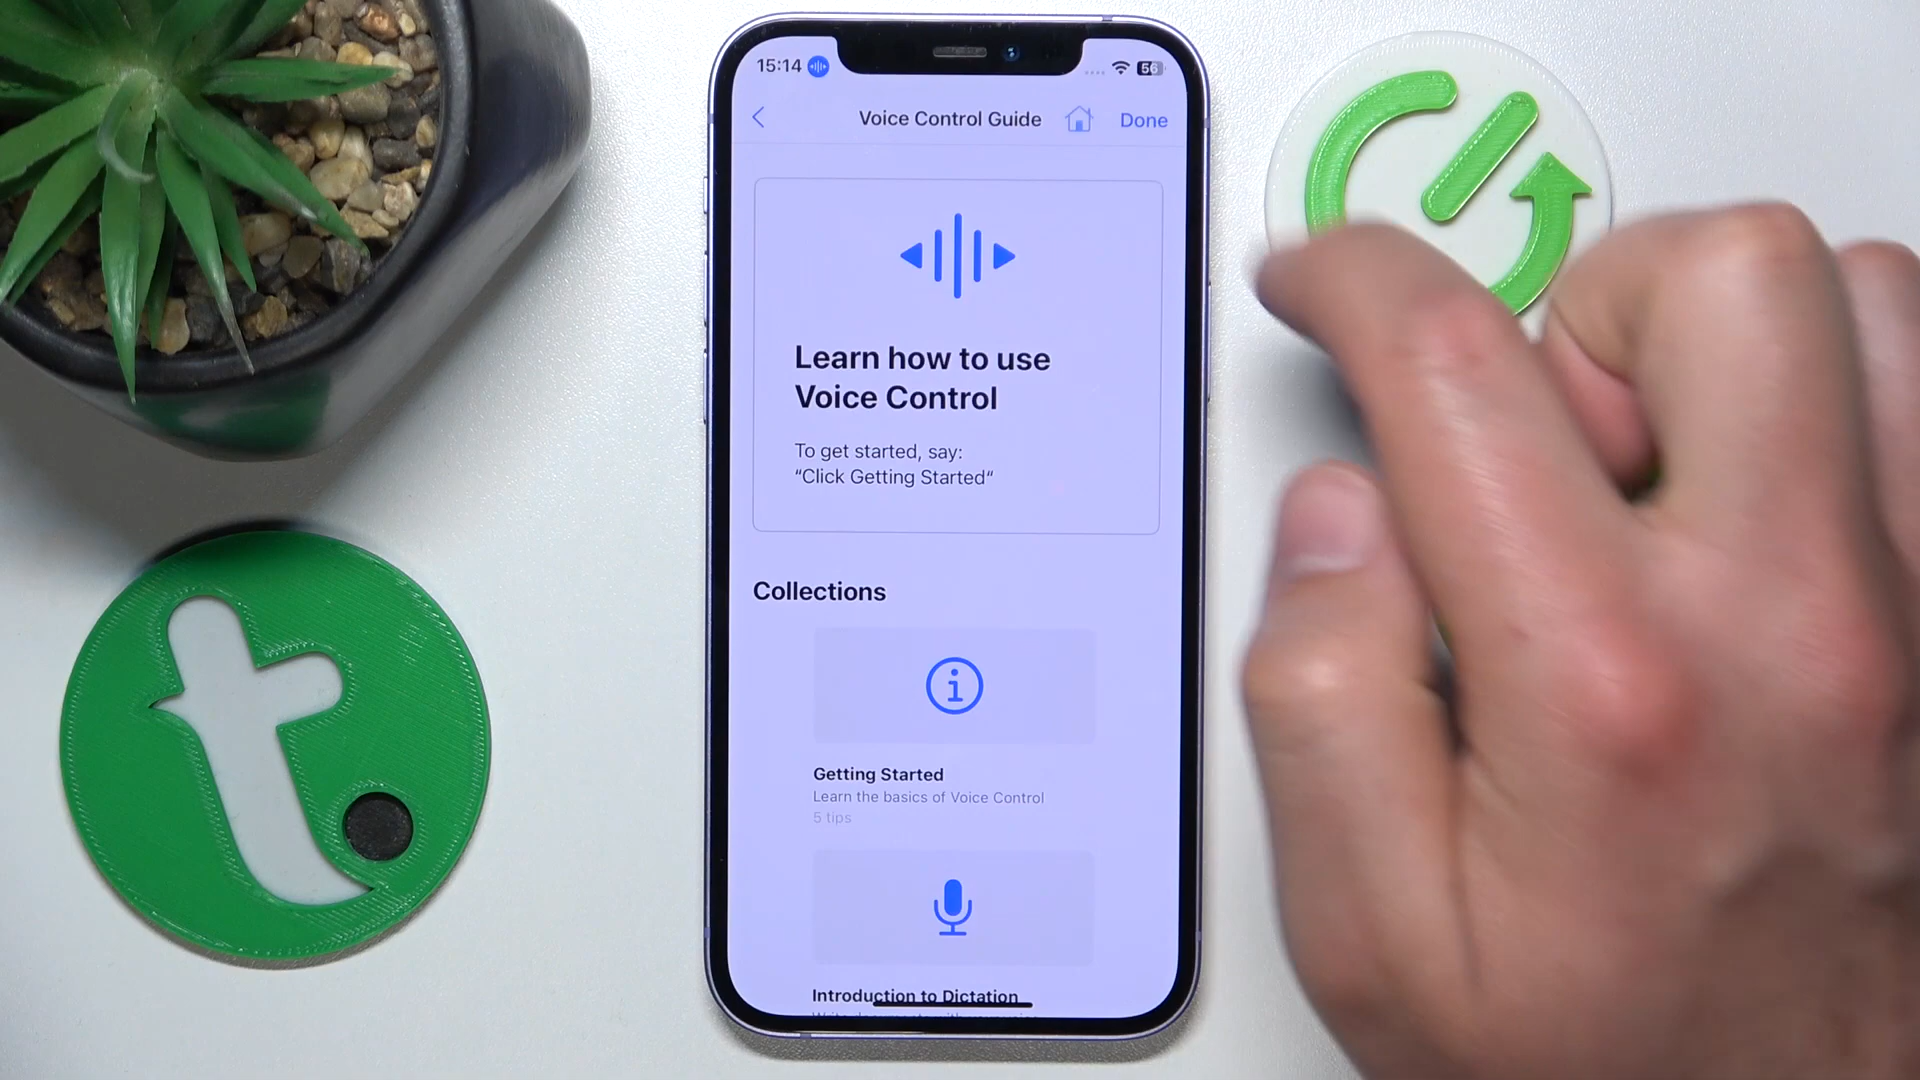 15:14
56
Voice Control Guide
Done
Learn how to use
Voice Control
To get started, say:
“Click Getting Started“
Collections
Getting Started
Learn the basics of Voice Control
5 tips
Introduction to Dictation